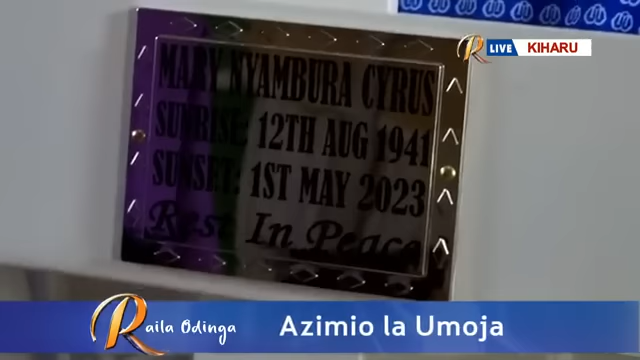 R LIVE KIHARU
MARY NYAMBURA CYRUS
SUNRISE: 12TH AUG 1941
SUNSET: 1ST MAY 2023
Rest In Peace
Raila Odinga
Azimio la Umoja